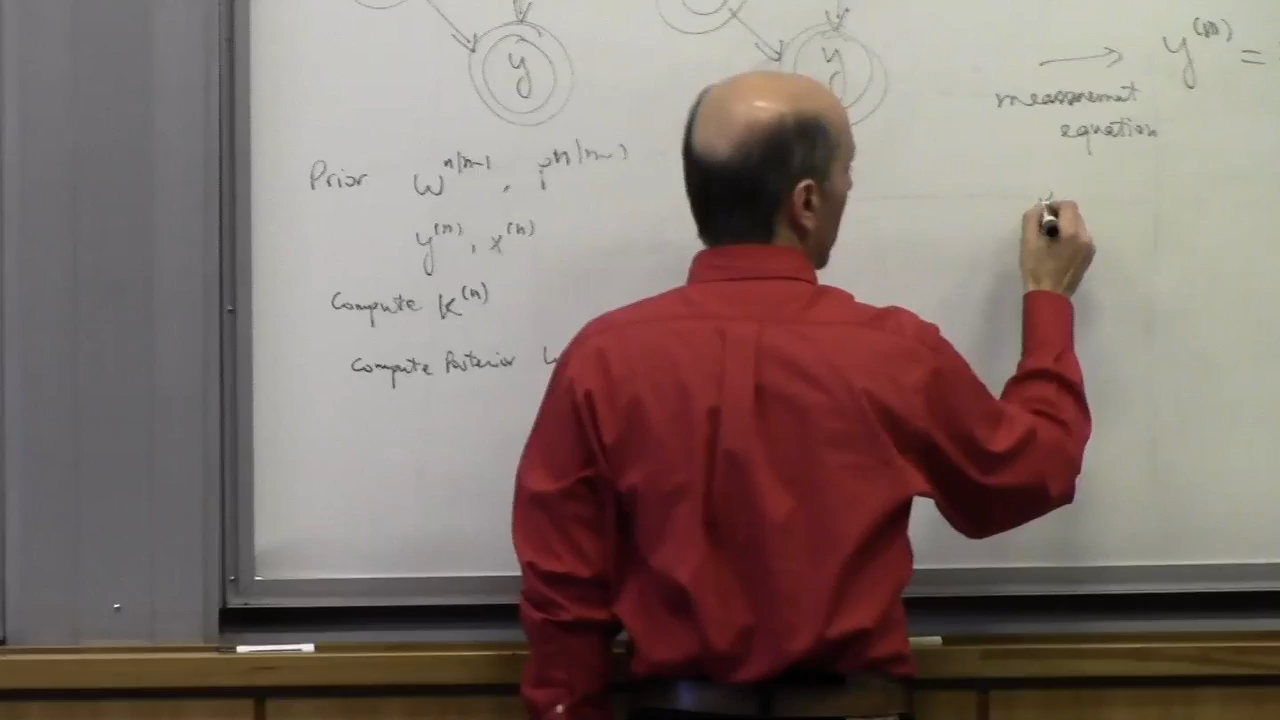 y
y
y⁽ⁿ⁾ =
measurement
equation
Prior w^{n|n-1}, P^{n|n-1}
y⁽ⁿ⁾, x⁽ⁿ⁾
Compute K⁽ⁿ⁾
Compute Posterior